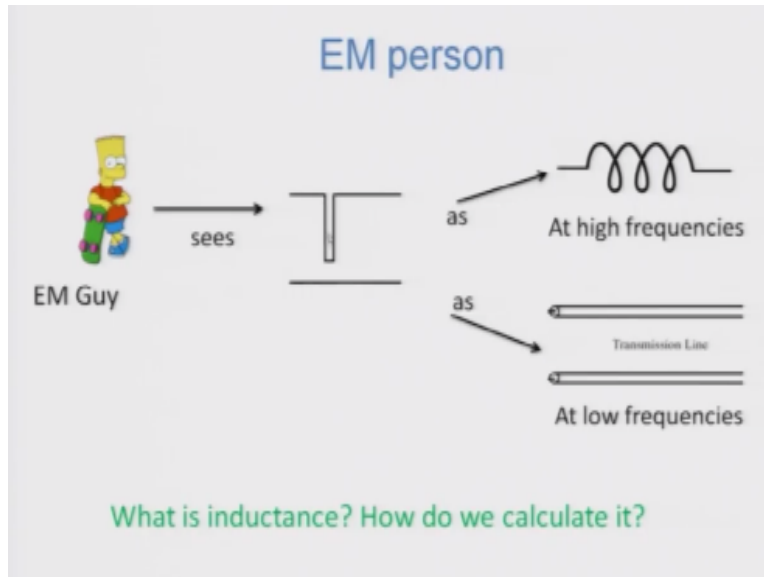 EM person
sees
EM Guy
as
At high frequencies
as
Transmission Line
At low frequencies
What is inductance? How do we calculate it?